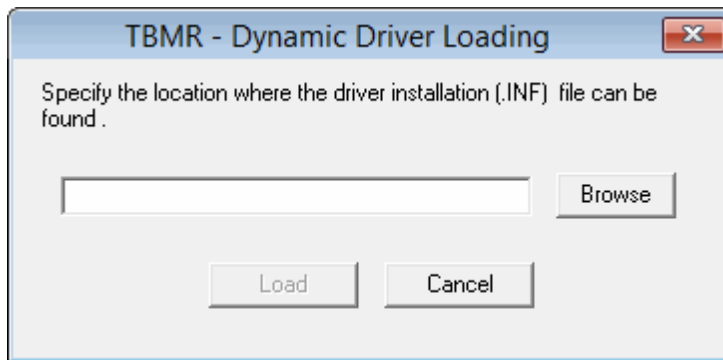 TBMR - Dynamic Driver Loading
Specify the location where the driver installation (.INF) file can be
found .
Browse
Load
Cancel